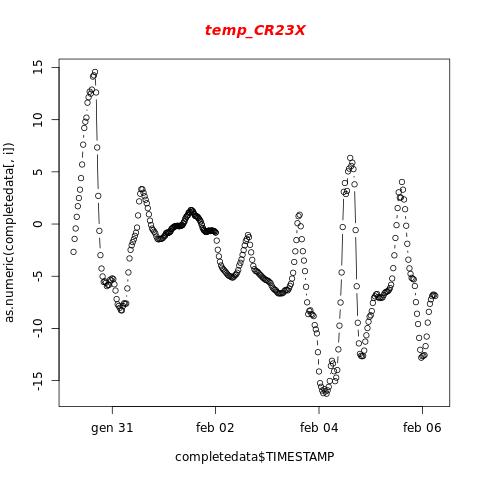 temp_CR23X
as.numeric(completedata[, i])
15
10
5
0
-5
-10
-15
gen 31
feb 02
feb 04
feb 06
completedata$TIMESTAMP